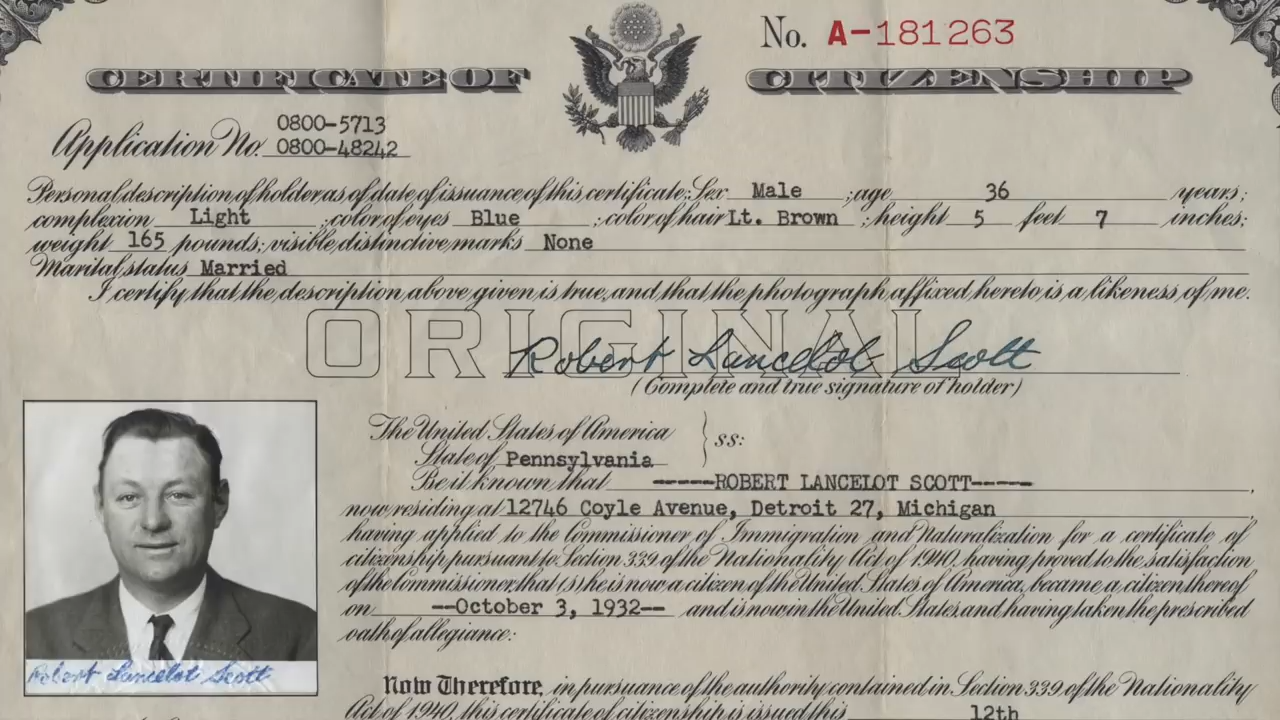 No. A-181263
CERTIFICATE OF CITIZENSHIP
0800-5713
Application No. 0800-48242
Personal description of holder as of date of issuance of this certificate: Sex Male ; age 36 years;
complexion Light ; color of eyes Blue ; color of hair Lt. Brown ; height 5 feet 7 inches;
weight 165 pounds; visible distinctive marks None
Marital status Married
I certify that the description above given is true, and that the photograph affixed hereto is a likeness of me.
ORIGINAL
Robert Lancelot Scott
(Complete and true signature of holder)
The United States of America
State of Pennsylvania
ss:
Be it known that -----ROBERT LANCELOT SCOTT-----,
now residing at 12746 Coyle Avenue, Detroit 27, Michigan,
having applied to the Commissioner of Immigration and Naturalization for a certificate of
citizenship pursuant to Section 339 of the Nationality Act of 1940, having proved to the satisfaction
of the Commissioner, that (s)he is now a citizen of the United States of America, became a citizen thereof
on --October 3, 1932-- and is now in the United States, and having taken the prescribed
oath of allegiance:
Robert Lancelot Scott
Now Therefore, in pursuance of the authority contained in Section 339 of the Nationality
Act of 1940, this certificate of citizenship is issued this 12th